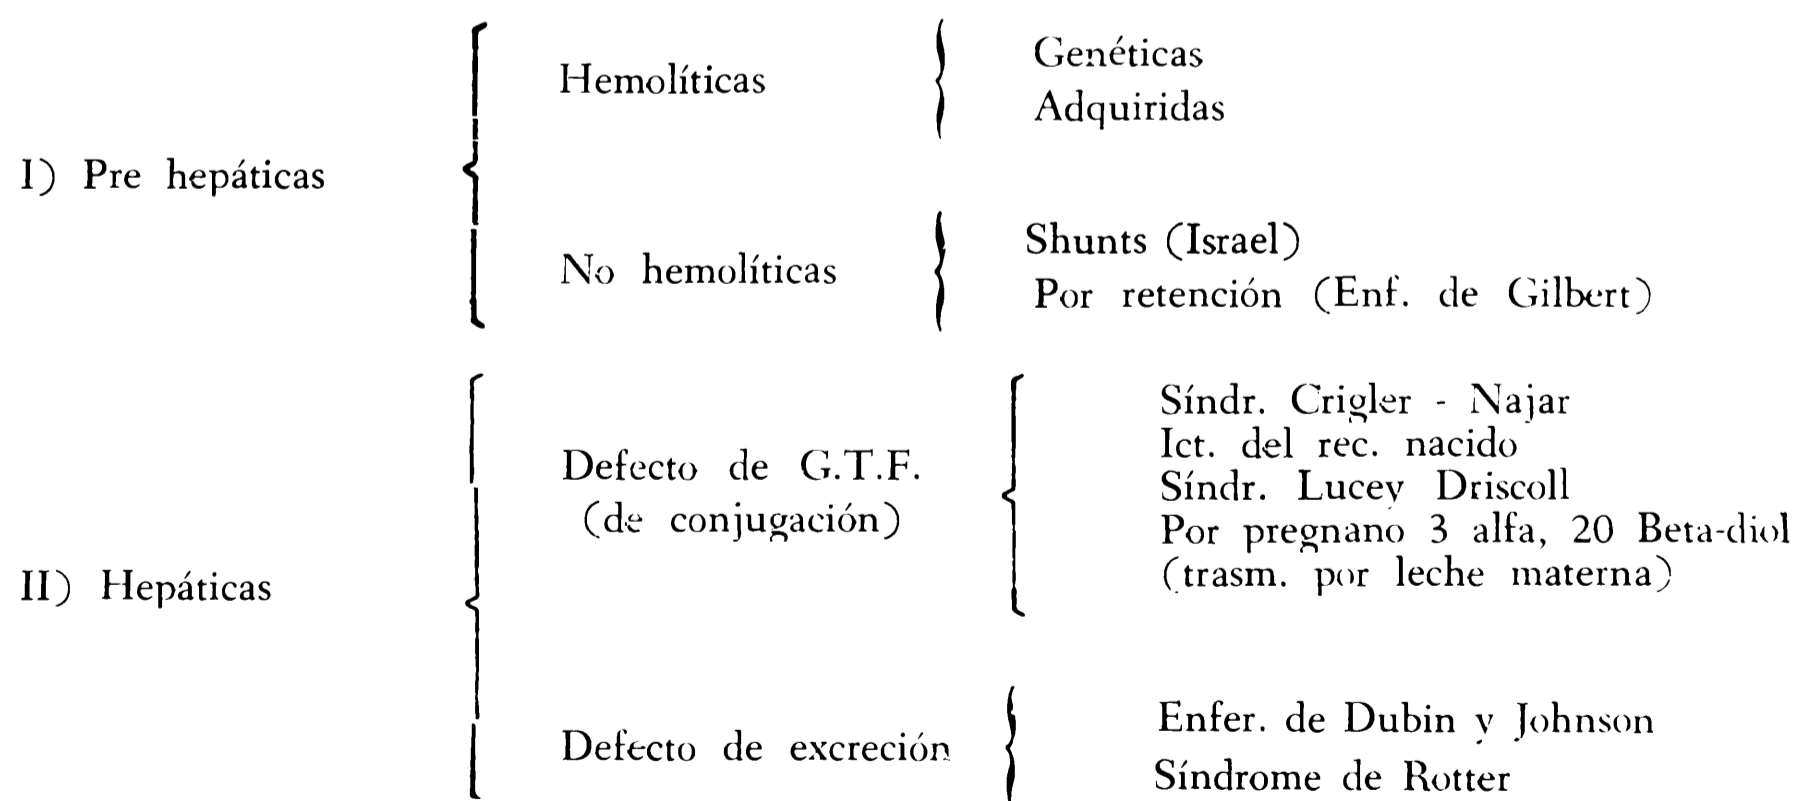 I) Pre hepáticas
Hemolíticas
Genéticas
Adquiridas
No hemolíticas
Shunts (Israel)
Por retención (Enf. de Gilbert)
II) Hepáticas
Defecto de G.T.F.
(de conjugación)
Síndr. Crigler - Najar
Ict. del rec. nacido
Síndr. Lucey Driscoll
Por pregnano 3 alfa, 20 Beta-diol
(trasm. por leche materna)
Defecto de excreción
Enfer. de Dubin y Johnson
Síndrome de Rotter